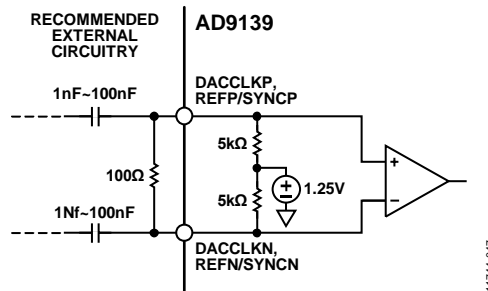 RECOMMENDED
EXTERNAL
CIRCUITRY
AD9139
1nF~100nF
DACCLKP,
REFP/SYNCP
5kΩ
100Ω
1.25V
5kΩ
1Nf~100nF
DACCLKN,
REFN/SYNCN